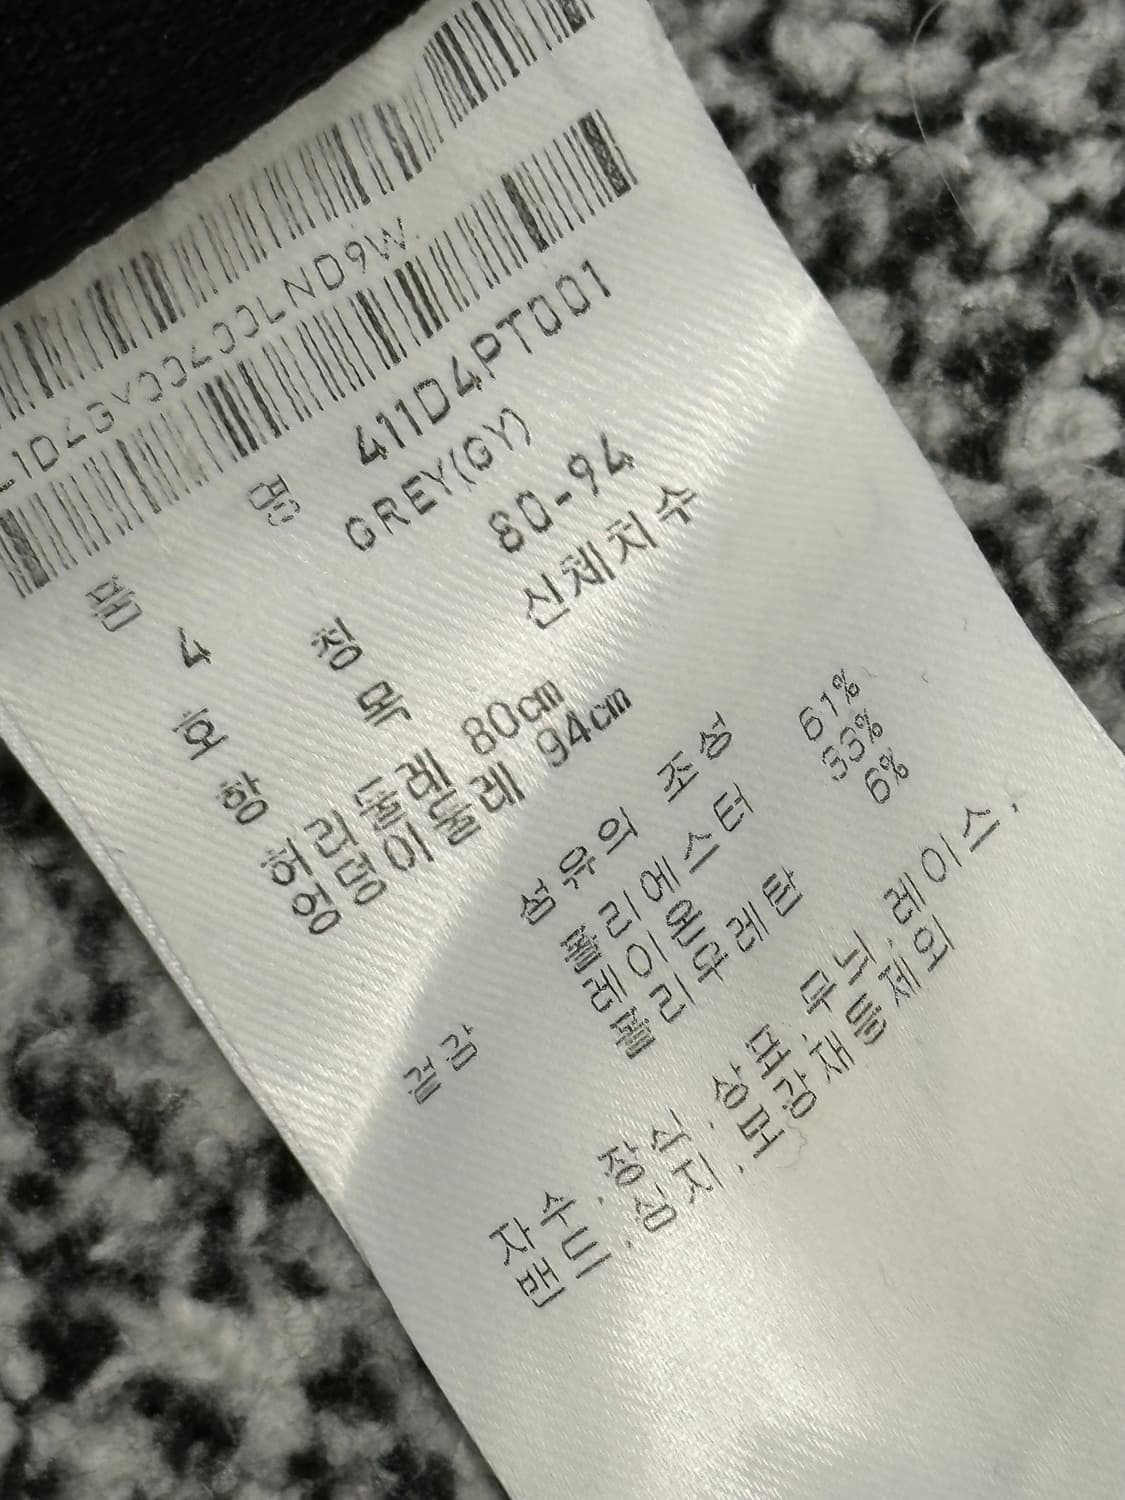 품 명 411D4PT001
4 GREY(GY)
호 칭 80-94
항 목 신체치수
허리둘레 80cm
엉덩이둘레 94cm
섬유의 조성
겉감 폴리에스터 61%
레이온 33%
폴리우레탄 6%
자수.장식.상표.무늬.레이스.
밴드.심지.보강재등제외